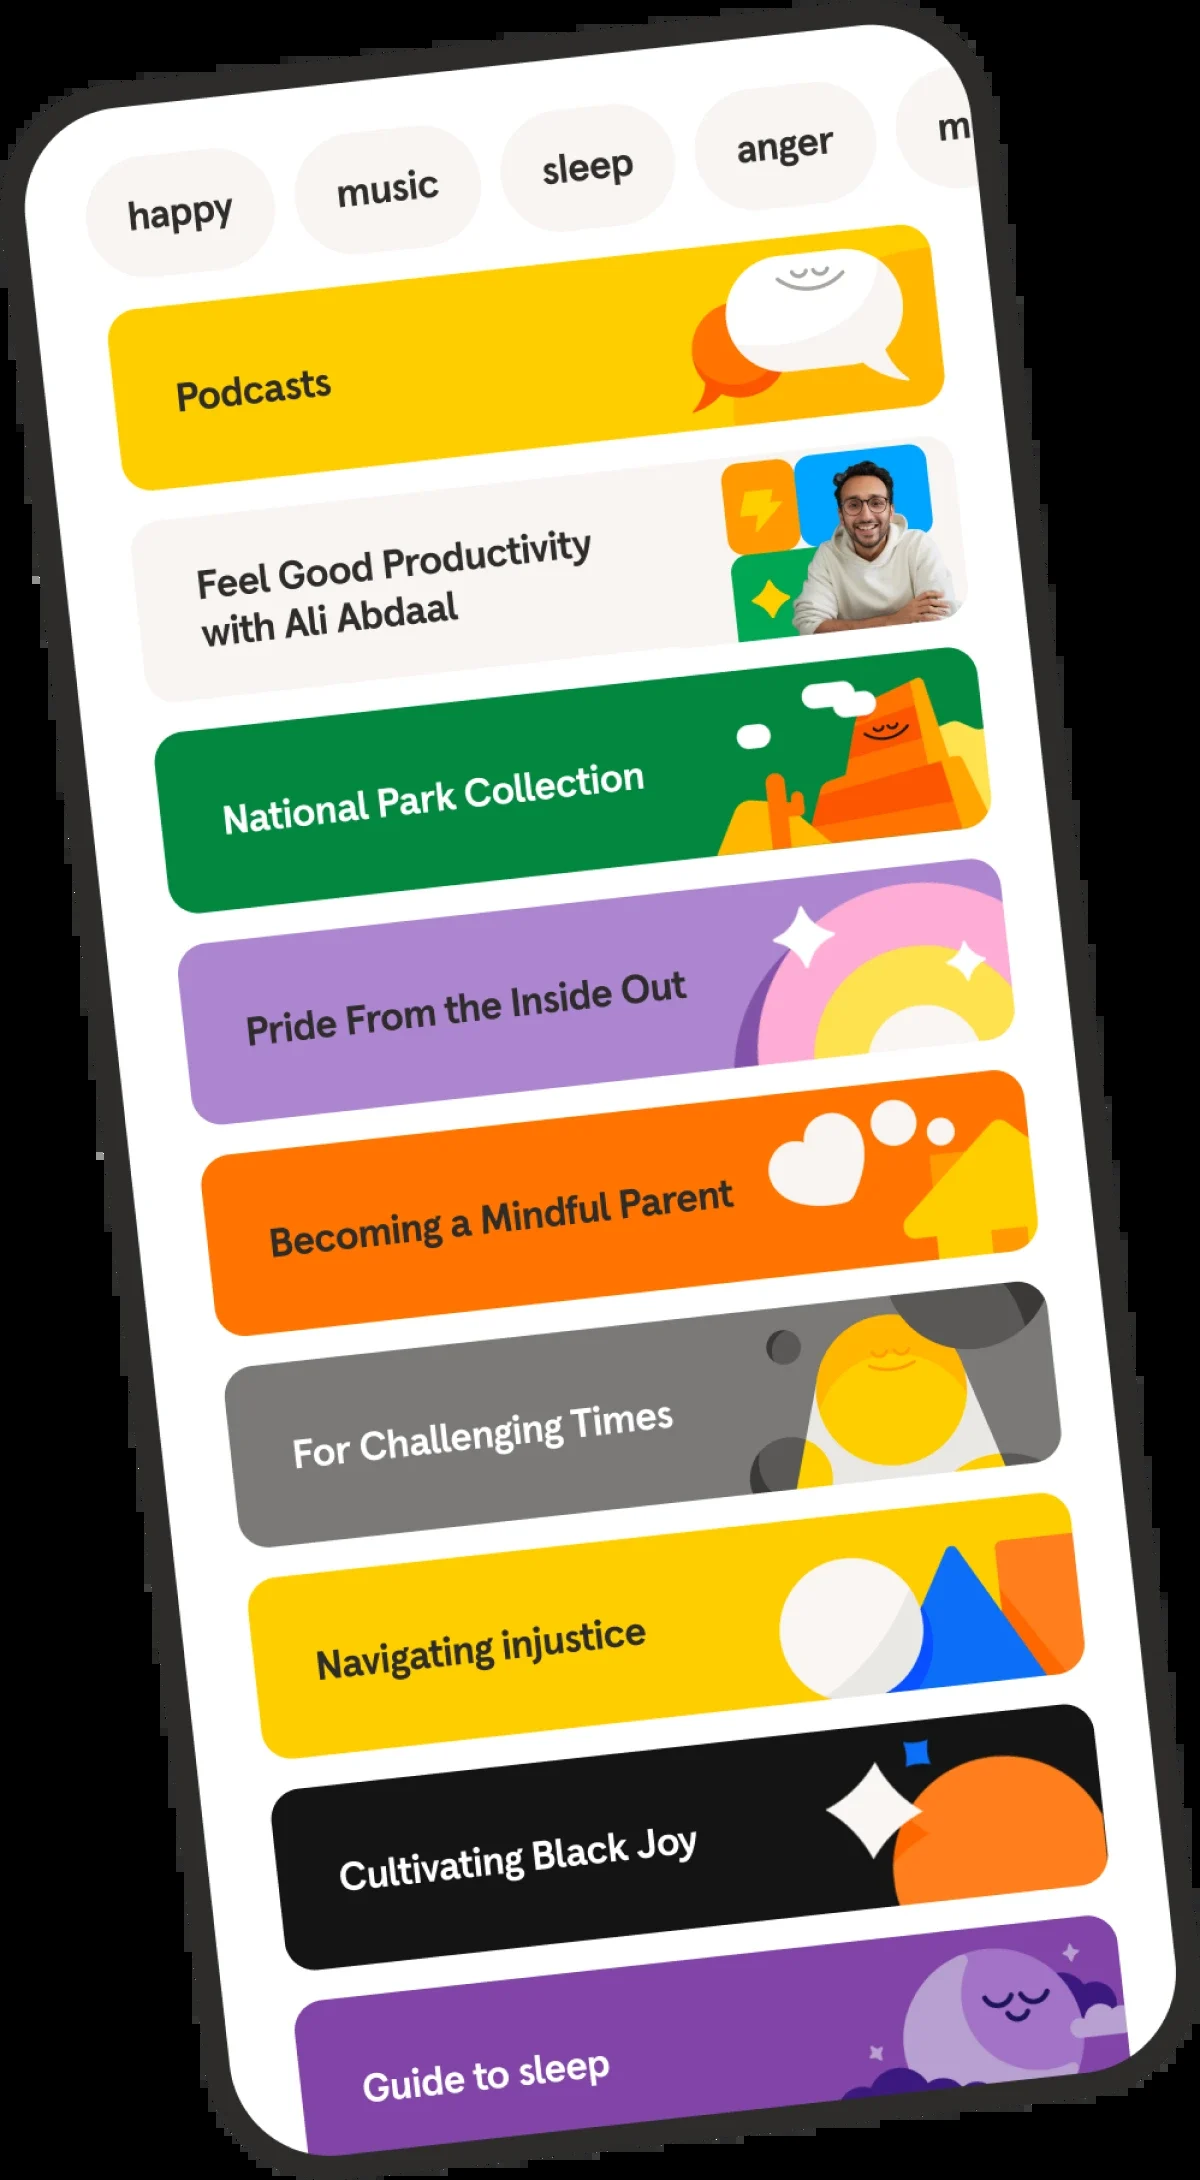 happy
music
sleep
anger
m
Podcasts
Feel Good Productivity
with Ali Abdaal
National Park Collection
Pride From the Inside Out
Becoming a Mindful Parent
For Challenging Times
Navigating injustice
Cultivating Black Joy
Guide to sleep